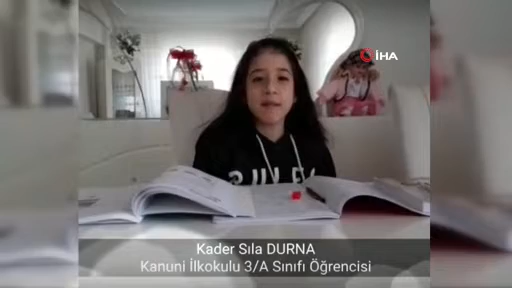 İHA
Kader Sıla DURNA
Kanuni İlkokulu 3/A Sınıfı Öğrencisi